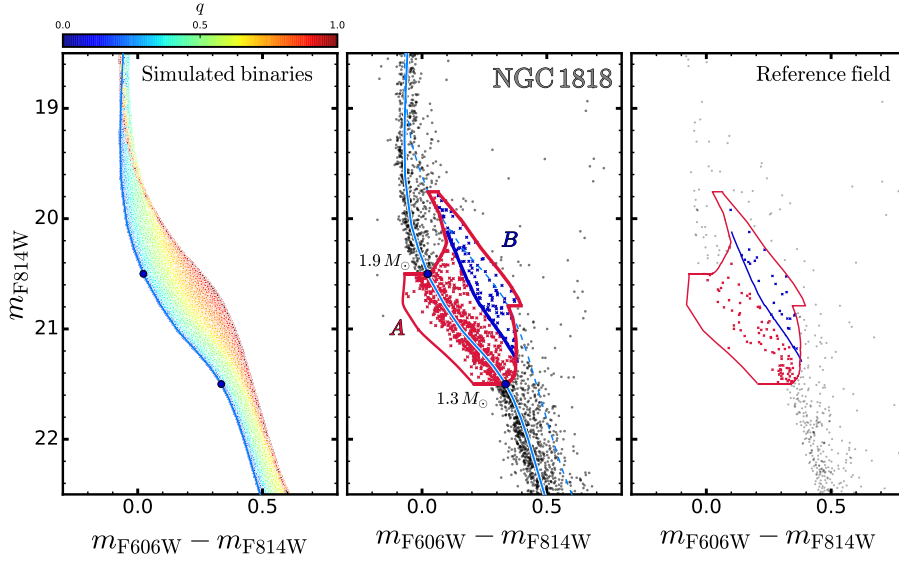 q
0.0 0.5 1.0
Simulated binaries
NGC 1818
Reference field
19
20
21
22
m_F814W
1.9 M_⊙
B
A
1.3 M_⊙
0.0 0.5
0.0 0.5
0.0 0.5
m_F606W − m_F814W
m_F606W − m_F814W
m_F606W − m_F814W